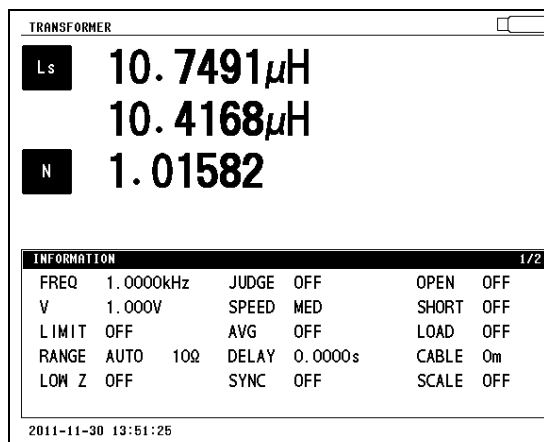 TRANSFORMER
Ls 10.7491μH
10.4168μH
N 1.01582
INFORMATION 1/2
FREQ 1.0000kHz JUDGE OFF OPEN OFF
V 1.000V SPEED MED SHORT OFF
LIMIT OFF AVG OFF LOAD OFF
RANGE AUTO 10Ω DELAY 0.0000s CABLE 0m
LOW Z OFF SYNC OFF SCALE OFF
2011-11-30 13:51:25